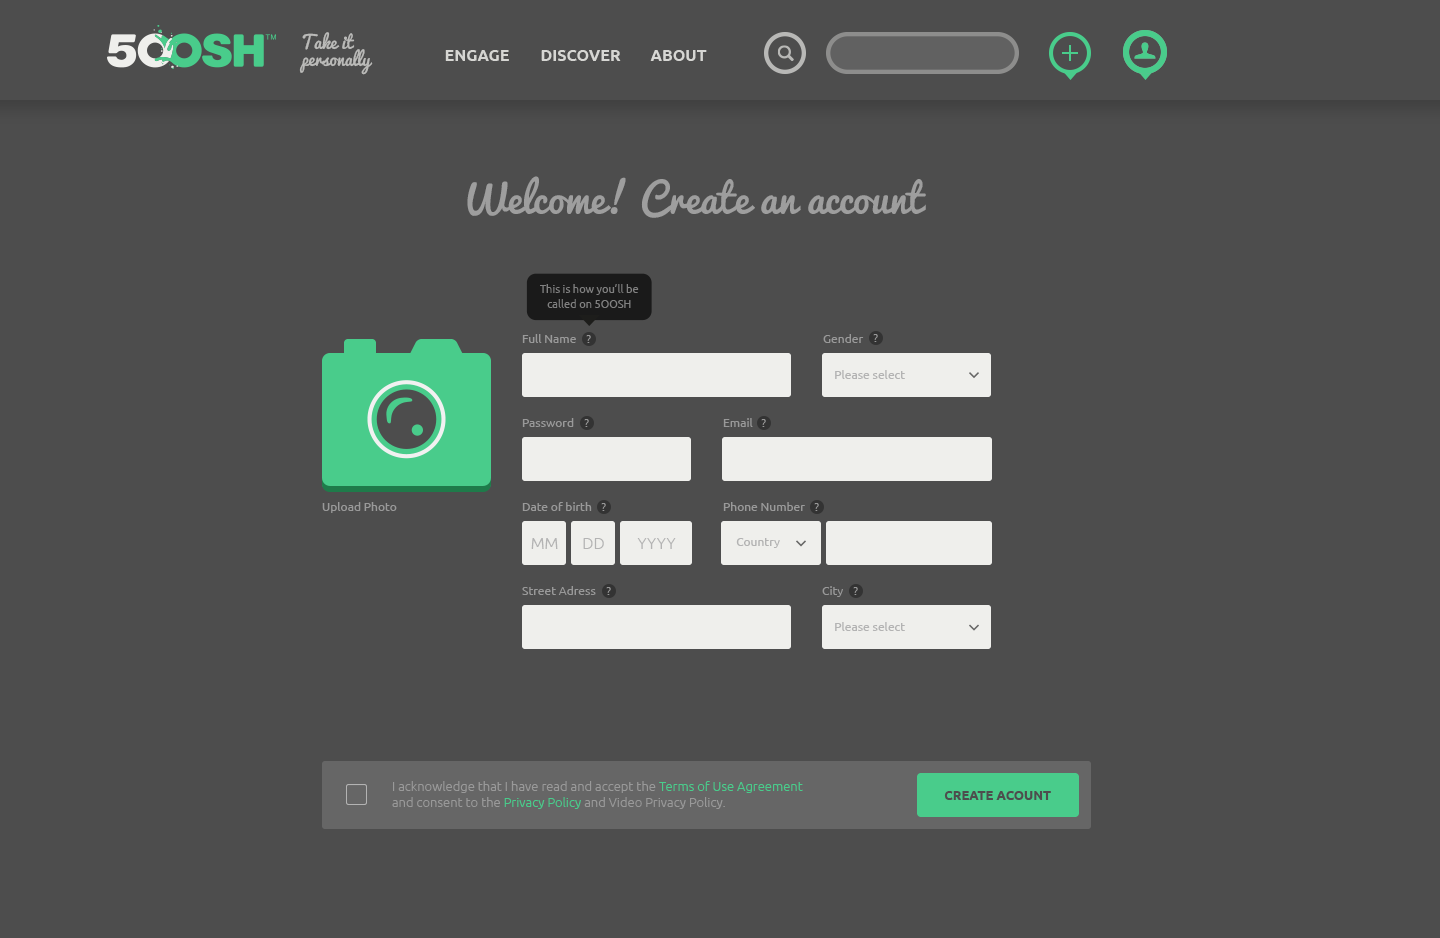 5OOSH™
Take it
personally
ENGAGE DISCOVER ABOUT
Welcome! Create an account
This is how you'll be
called on 5OOSH
Full Name ?
Gender ?
Please select
Password ?
Email ?
Upload Photo
Date of birth ?
MM DD YYYY
Phone Number ?
Country
Street Adress ?
City ?
Please select
I acknowledge that I have read and accept the Terms of Use Agreement
and consent to the Privacy Policy and Video Privacy Policy.
CREATE ACOUNT